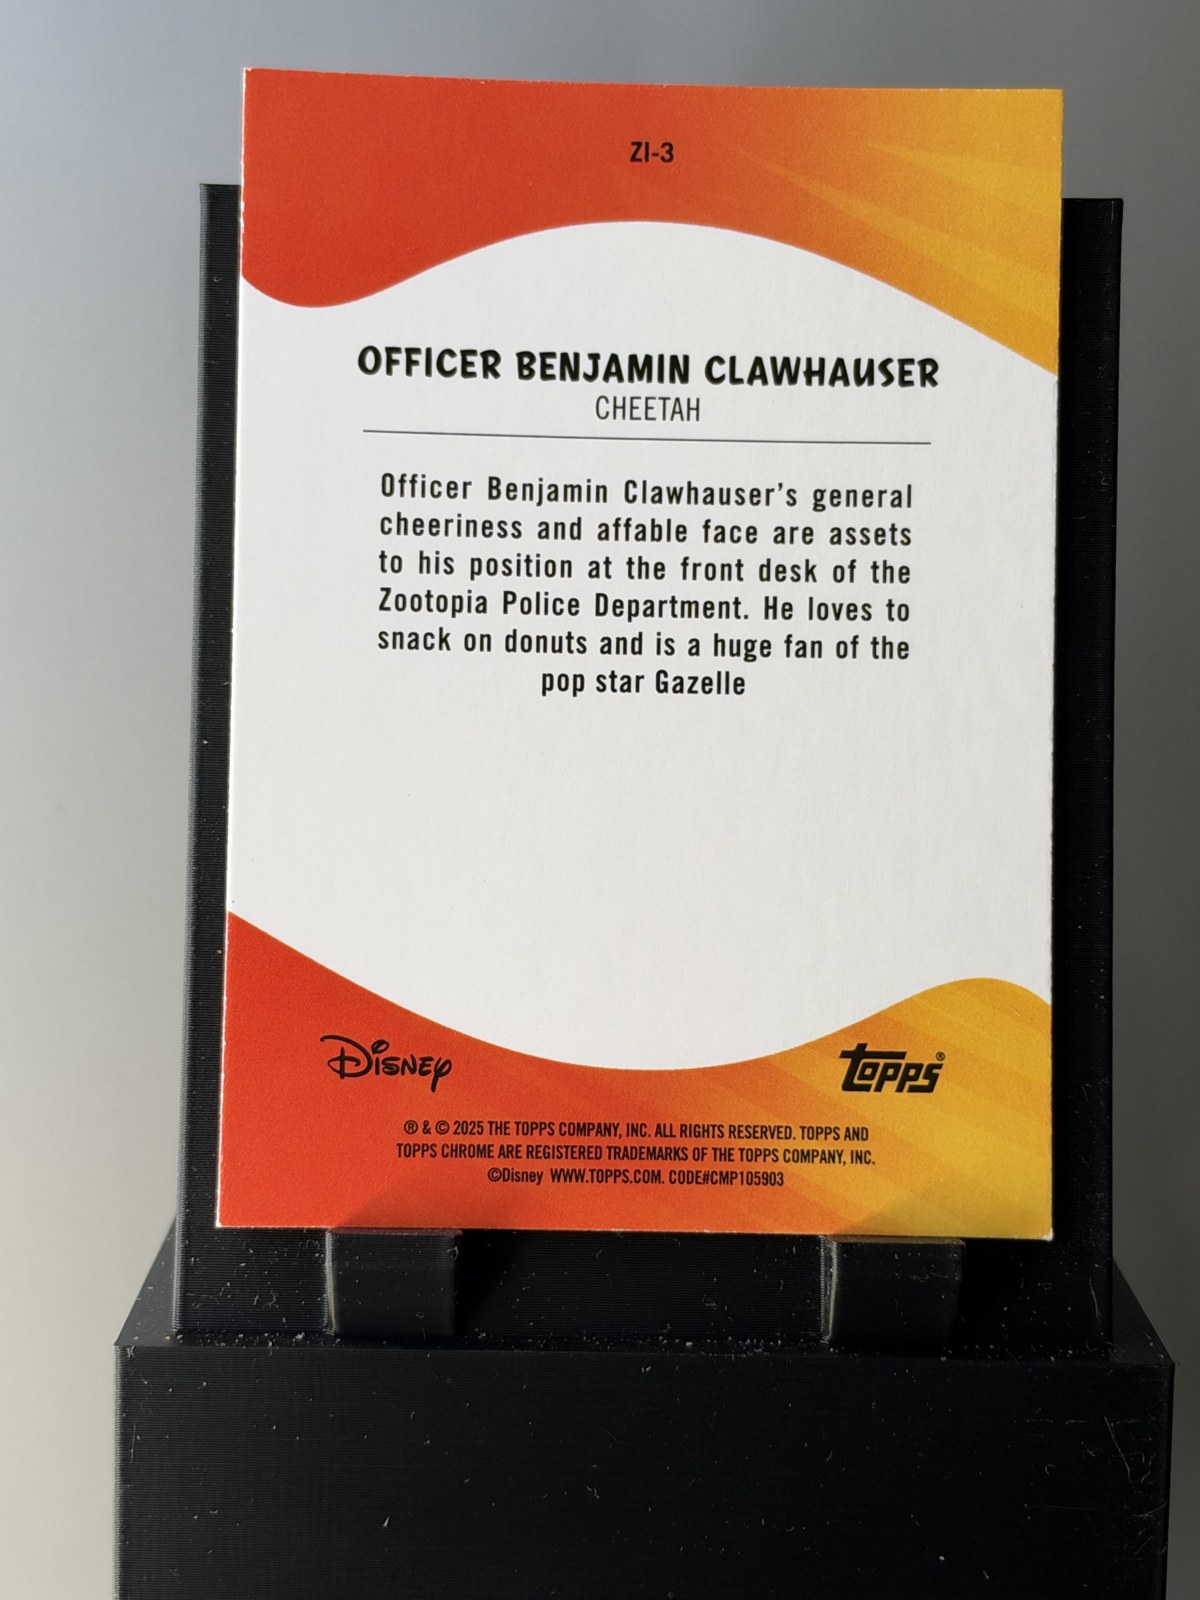 ZI-3
OFFICER BENJAMIN CLAWHAUSER
CHEETAH
Officer Benjamin Clawhauser's general
cheeriness and affable face are assets
to his position at the front desk of the
Zootopia Police Department. He loves to
snack on donuts and is a huge fan of the
pop star Gazelle
Disney
topps®
® & © 2025 THE TOPPS COMPANY, INC. ALL RIGHTS RESERVED. TOPPS AND
TOPPS CHROME ARE REGISTERED TRADEMARKS OF THE TOPPS COMPANY, INC.
©Disney WWW.TOPPS.COM. CODE#CMP105903